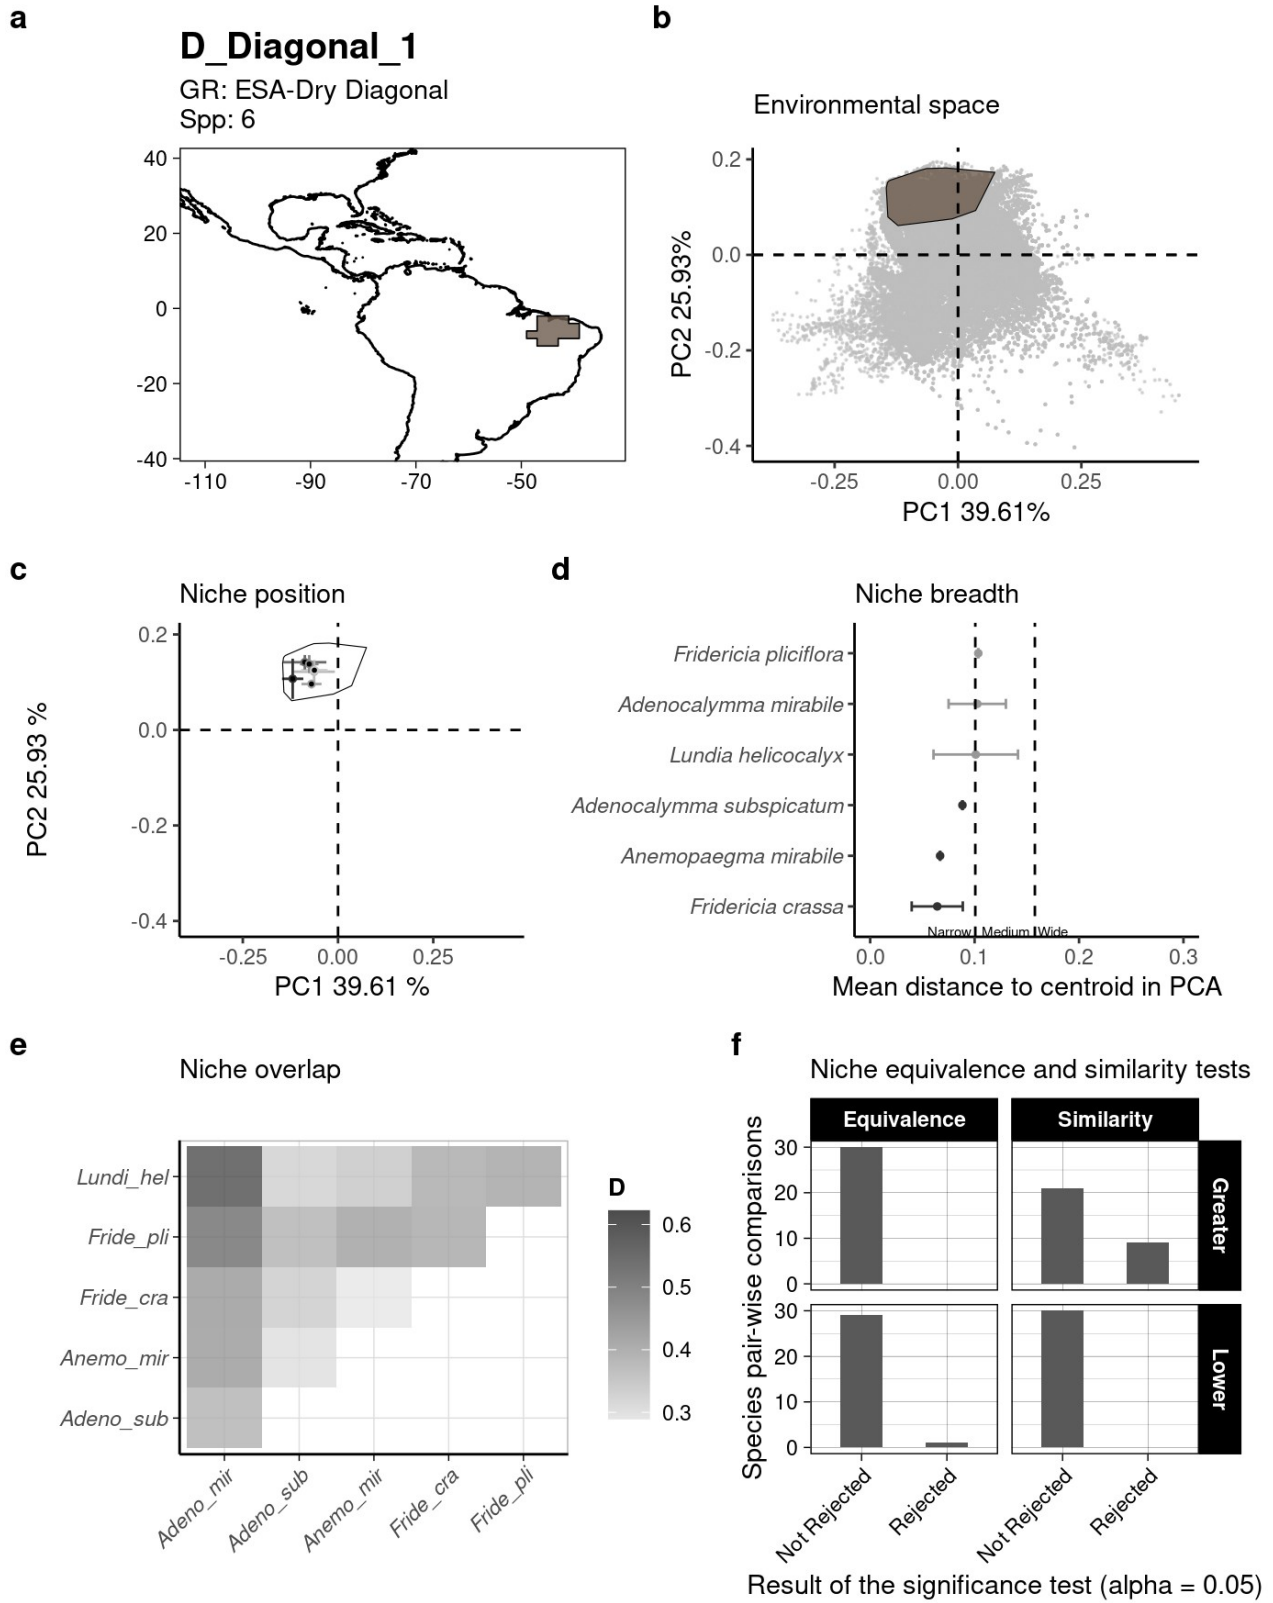 a
D_Diagonal_1
GR: ESA-Dry Diagonal
Spp: 6
40
20
0
-20
-40
-110 -90 -70 -50
b
Environmental space
PC2 25.93%
0.2
0.0
-0.2
-0.4
-0.25 0.00 0.25
PC1 39.61%
c
Niche position
PC2 25.93 %
0.2
0.0
-0.2
-0.4
-0.25 0.00 0.25
PC1 39.61 %
d
Niche breadth
Fridericia pliciflora
Adenocalymma mirabile
Lundia helicocalyx
Adenocalymma subspicatum
Anemopaegma mirabile
Fridericia crassa
Narrow Medium Wide
0.0 0.1 0.2 0.3
Mean distance to centroid in PCA
e
Niche overlap
Lundi_hel
Fride_pli
Fride_cra
Anemo_mir
Adeno_sub
Adeno_mir Adeno_sub Anemo_mir Fride_cra Fride_pli
D
0.6
0.5
0.4
0.3
f
Niche equivalence and similarity tests
Equivalence Similarity
Species pair-wise comparisons
30
20
10
0
Greater
30
20
10
0
Lower
Not Rejected Rejected Not Rejected Rejected
Result of the significance test (alpha = 0.05)